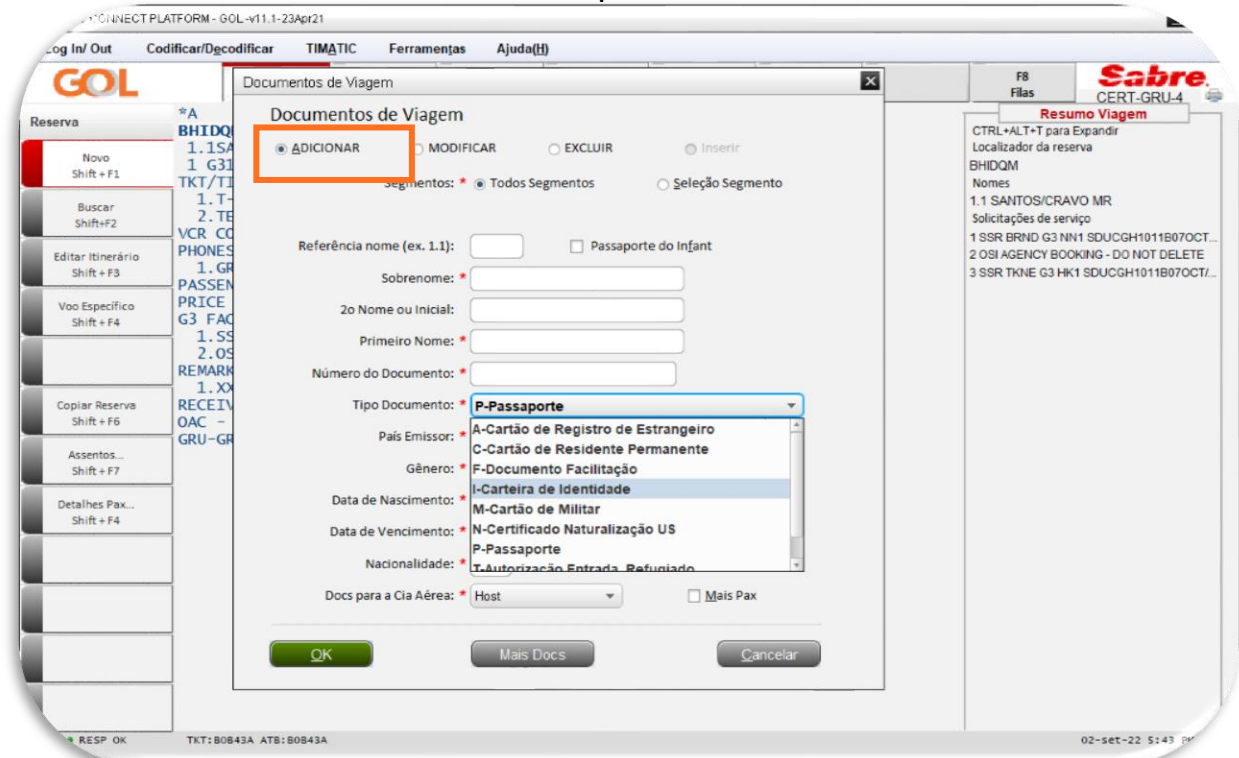 CONNECT PLATFORM - GOL -v11.1-23Apr21
Log In/ Out Codificar/Decodificar TIMATIC Ferramentas Ajuda(H)
GOL
F8
Filas
Sabre.
CERT-GRU-4
Reserva
Novo
Shift + F1
Buscar
Shift+F2
Editar Itinerário
Shift + F3
Voo Específico
Shift + F4
Copiar Reserva
Shift + F6
Assentos...
Shift + F7
Detalhes Pax...
Shift + F4
*A
BHIDQ
1.1SA
1 G31
TKT/TI
1.T-
2.TE
VCR CO
PHONES
1.GR
PASSEN
PRICE
G3 FAC
1.SS
2.OS
REMARK
1.XX
RECEIV
OAC -
GRU-GR
Documentos de Viagem
Documentos de Viagem
ADICIONAR MODIFICAR EXCLUIR Inserir
Segmentos: * Todos Segmentos Seleção Segmento
Referência nome (ex. 1.1): Passaporte do Infant
Sobrenome: *
2o Nome ou Inicial:
Primeiro Nome: *
Número do Documento: *
Tipo Documento: * P-Passaporte
A-Cartão de Registro de Estrangeiro
País Emissor: *
C-Cartão de Residente Permanente
Gênero: * F-Documento Facilitação
I-Carteira de Identidade
Data de Nascimento: *
M-Cartão de Militar
Data de Vencimento: * N-Certificado Naturalização US
P-Passaporte
Nacionalidade: *
T-Autorização Entrada, Refugiado
Docs para a Cia Aérea: * Host Mais Pax
OK Mais Docs Cancelar
Resumo Viagem
CTRL+ALT+T para Expandir
Localizador da reserva
BHIDQM
Nomes
1.1 SANTOS/CRAVO MR
Solicitações de serviço
1 SSR BRND G3 NN1 SDUCGH1011B07OCT...
2 OSI AGENCY BOOKING - DO NOT DELETE
3 SSR TKNE G3 HK1 SDUCGH1011B07OCT/...
RESP OK TKT:B0B43A ATB:B0B43A 02-set-22 5:43